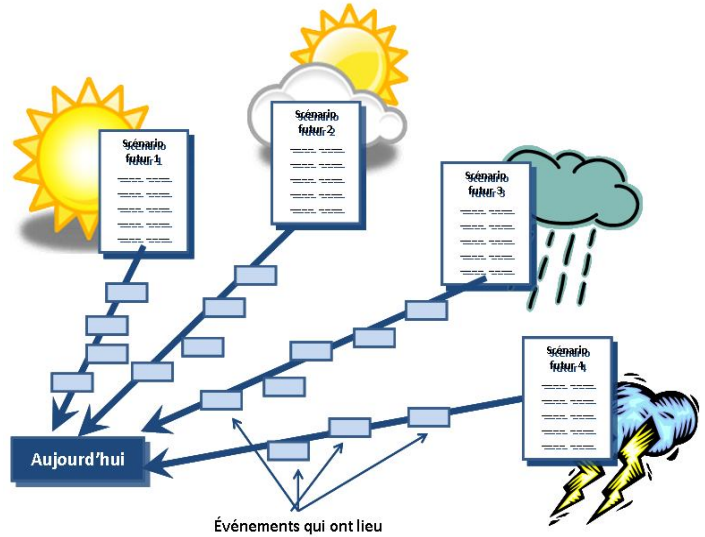 Scénario
futur 1
Scénario
futur 2
Scénario
futur 3
Scénario
futur 4
Aujourd'hui
Événements qui ont lieu